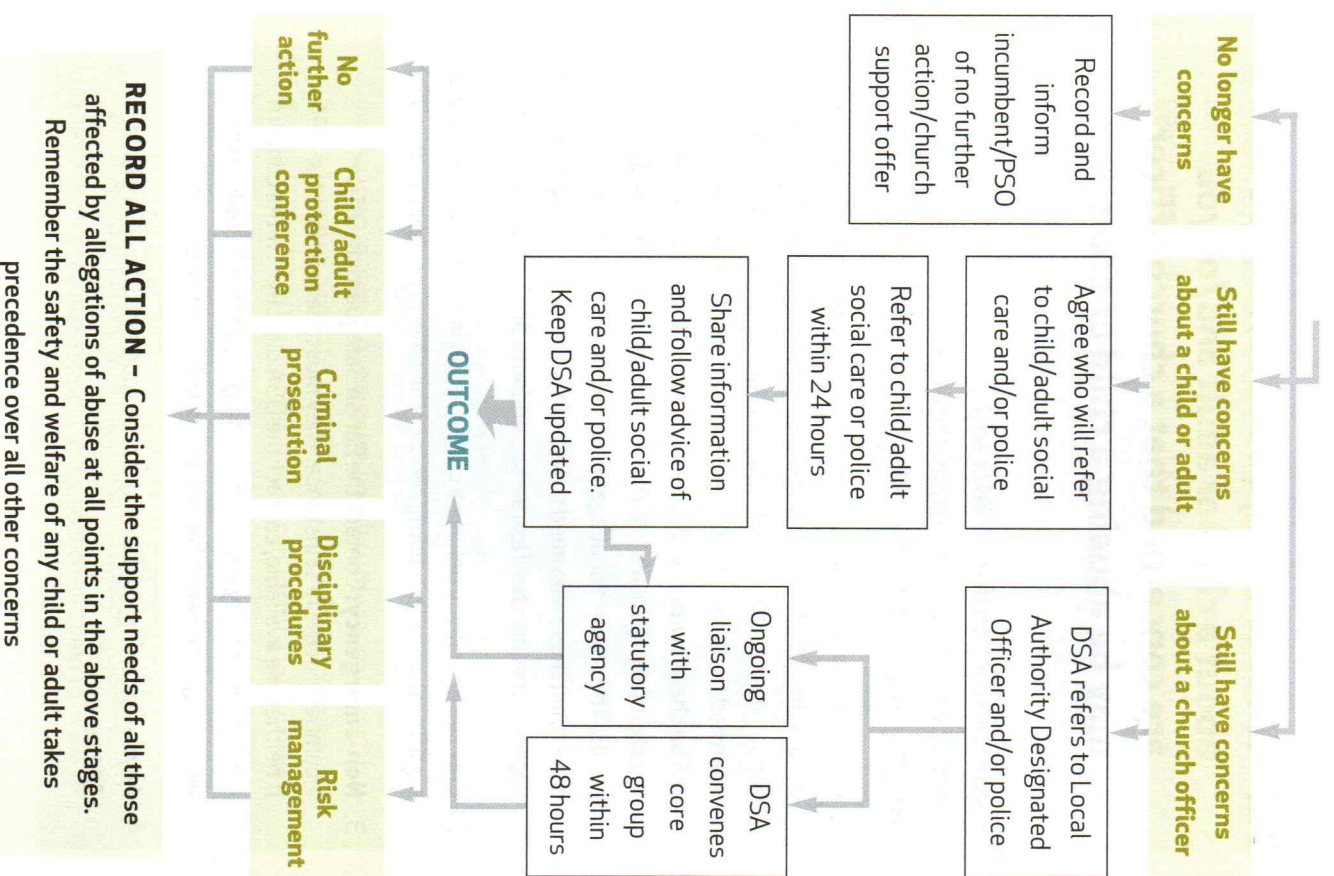 No longer have
concerns
Still have concerns
about a child or adult
Still have concerns
about a church officer
Record and
inform
incumbent/PSO
of no further
action/church
support offer
Agree who will refer
to child/adult social
care and/or police
DSA refers to Local
Authority Designated
Officer and/or police
Refer to child/adult
social care or police
within 24 hours
Share information
and follow advice of
child/adult social
care and/or police.
Keep DSA updated
Ongoing
liaison
with
statutory
agency
DSA
convenes
core
group
within
48 hours
OUTCOME
No
further
action
Child/adult
protection
conference
Criminal
prosecution
Disciplinary
procedures
Risk
management
RECORD ALL ACTION – Consider the support needs of all those
affected by allegations of abuse at all points in the above stages.
Remember the safety and welfare of any child or adult takes
precedence over all other concerns